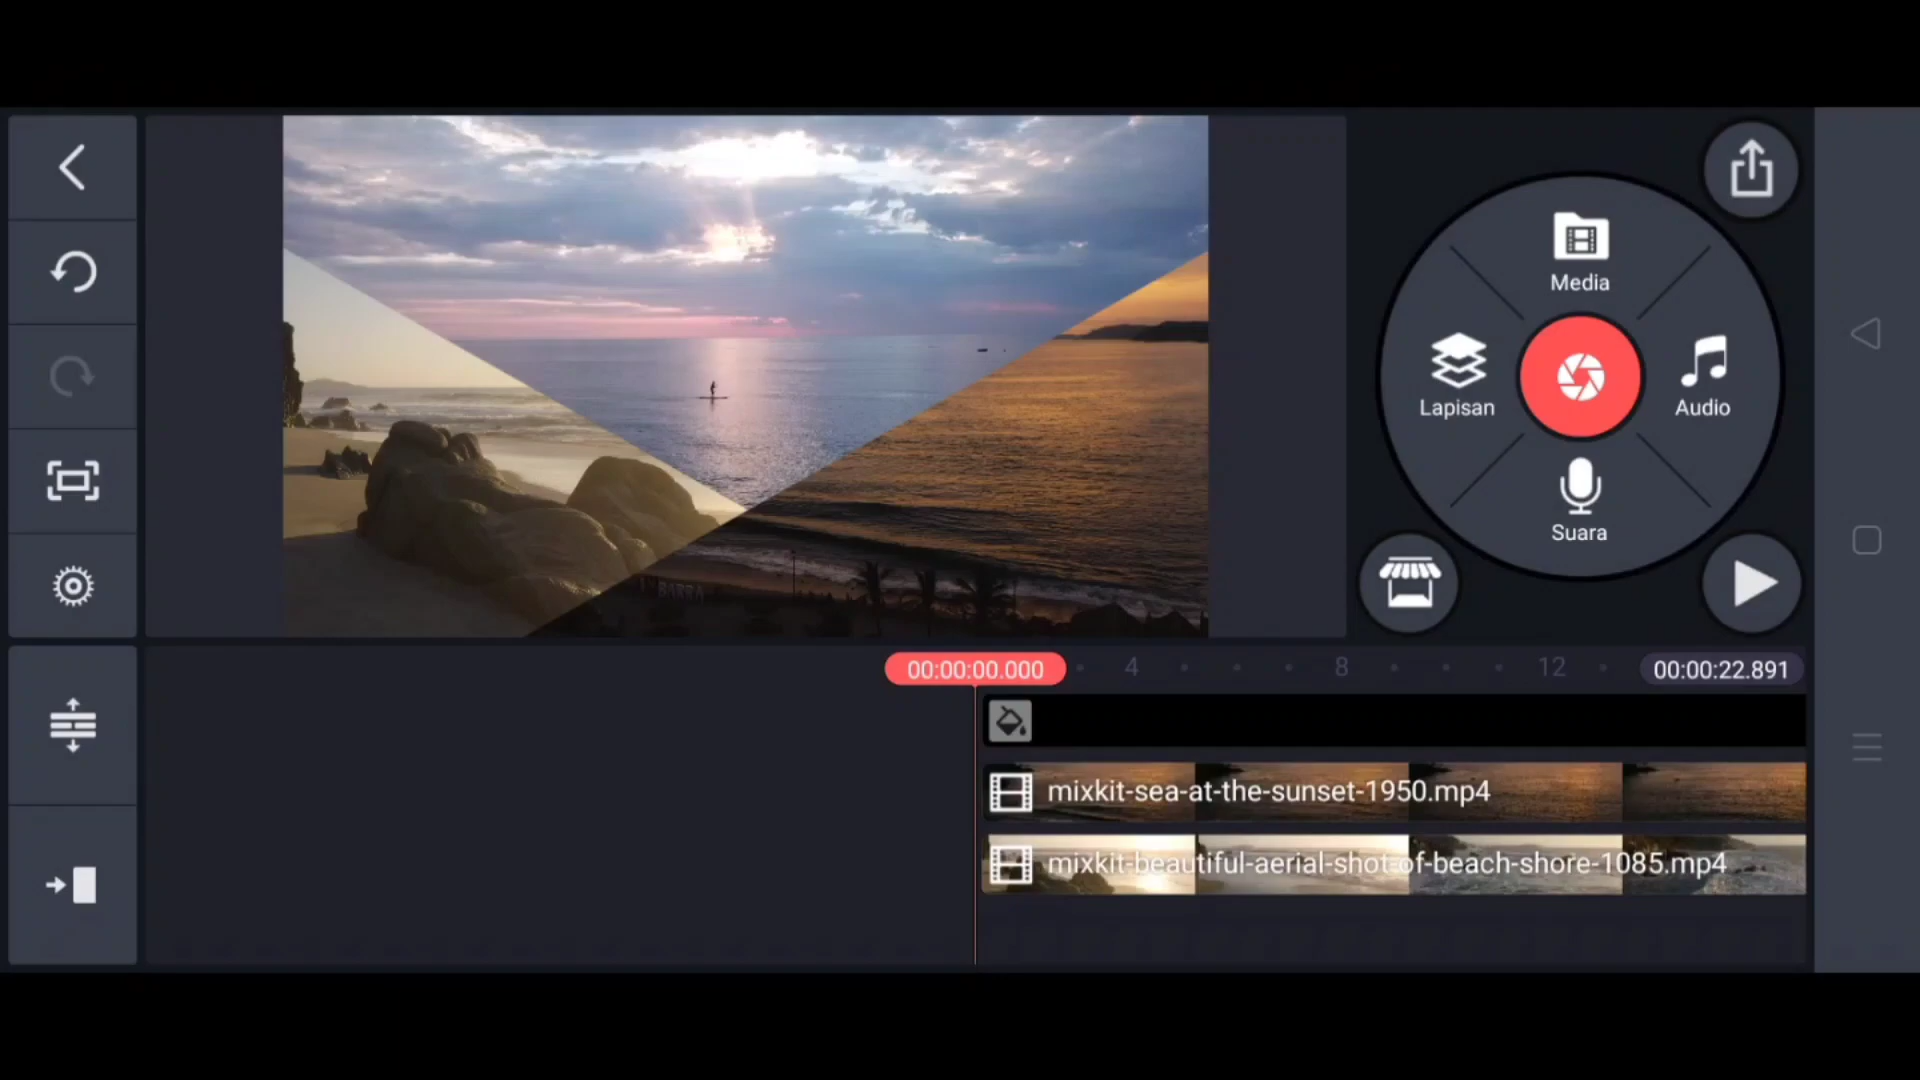 Media
Lapisan
Audio
Suara
00:00:00.000
4
8
12
00:00:22.891
mixkit-sea-at-the-sunset-1950.mp4
mixkit-beautiful-aerial-shot-of-beach-shore-1085.mp4
BARRA